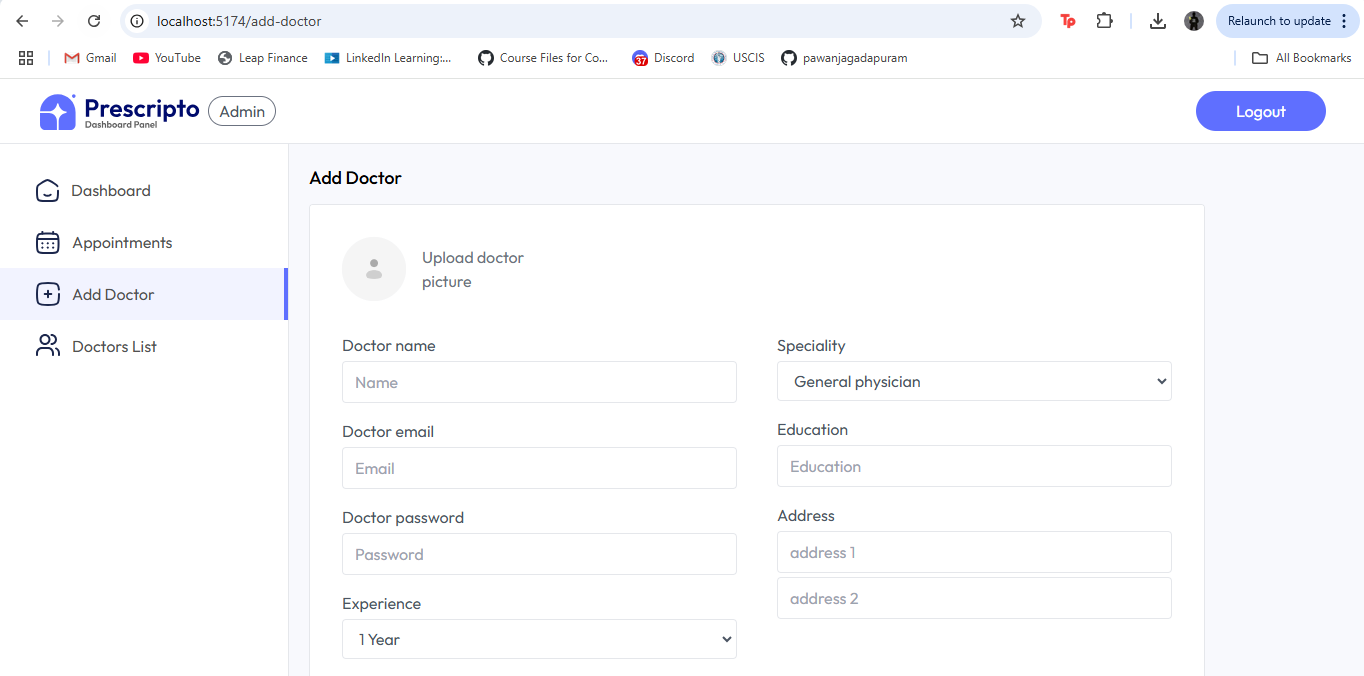 localhost:5174/add-doctor
Tp
Relaunch to update
Gmail
YouTube
Leap Finance
LinkedIn Learning:...
Course Files for Co...
37
Discord
USCIS
pawanjagadapuram
All Bookmarks
Prescripto
Dashboard Panel
Admin
Logout
Dashboard
Appointments
Add Doctor
Doctors List
Add Doctor
Upload doctor
picture
Doctor name
Name
Doctor email
Email
Doctor password
Password
Experience
1 Year
Speciality
General physician
Education
Education
Address
address 1
address 2